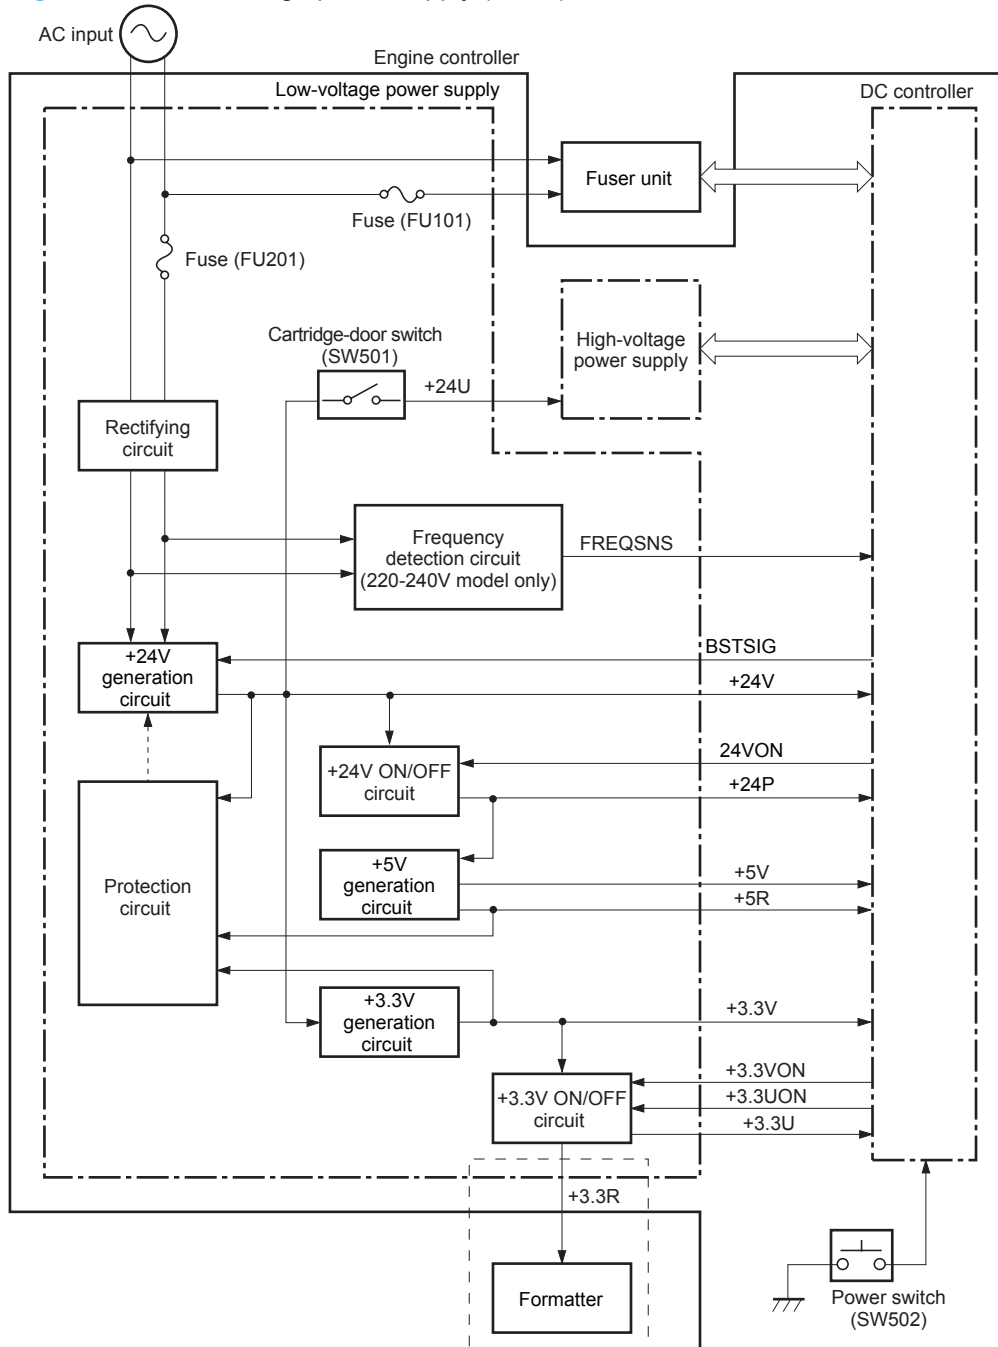 AC input
Engine controller
Low-voltage power supply
DC controller
Fuser unit
Fuse (FU101)
Fuse (FU201)
Cartridge-door switch
(SW501)
+24U
High-voltage
power supply
Rectifying
circuit
Frequency
detection circuit
(220-240V model only)
FREQSNS
BSTSIG
+24V
generation
circuit
+24V
24VON
+24V ON/OFF
circuit
+24P
+5V
generation
circuit
+5V
+5R
Protection
circuit
+3.3V
generation
circuit
+3.3V
+3.3VON
+3.3V ON/OFF
circuit
+3.3UON
+3.3U
+3.3R
Formatter
Power switch
(SW502)